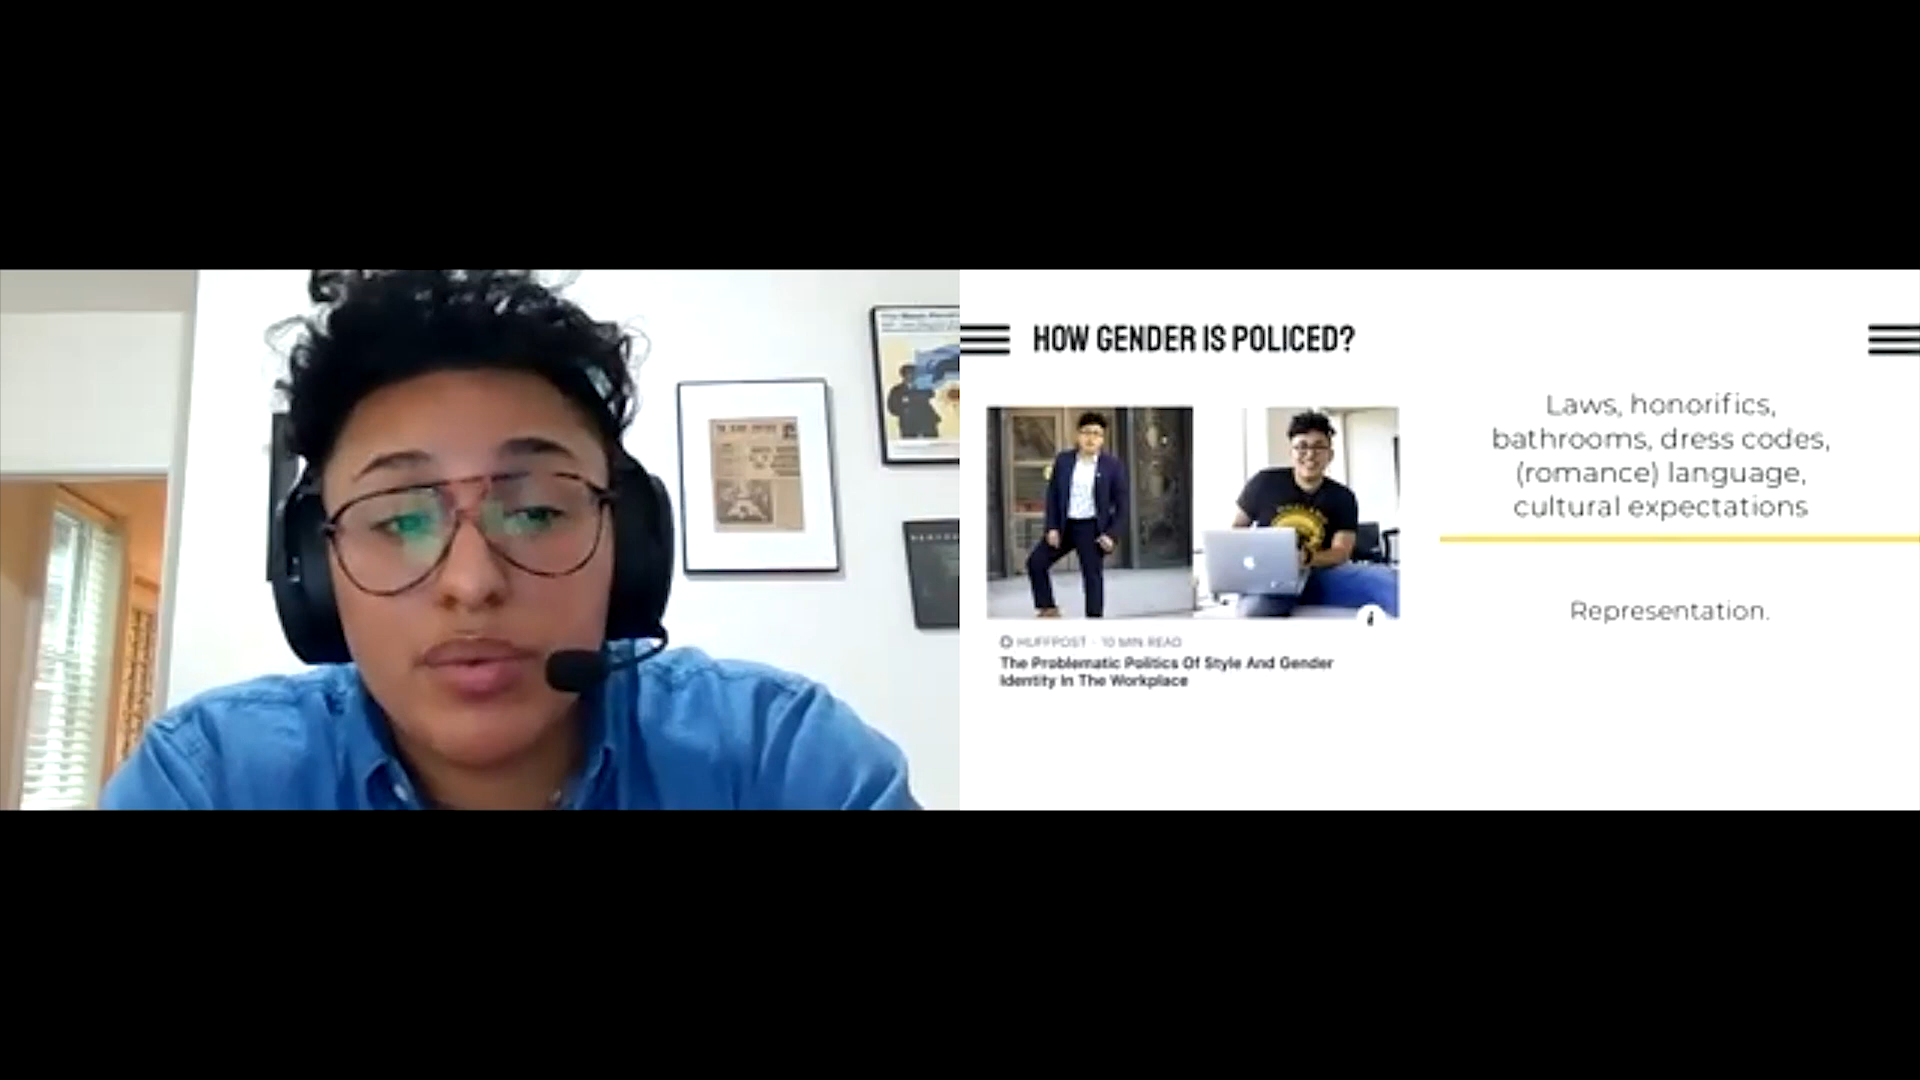 HOW GENDER IS POLICED?
Laws, honorifics,
bathrooms, dress codes,
(romance) language,
cultural expectations
Representation.
HUFFPOST · 10 MIN READ
The Problematic Politics Of Style And Gender
Identity In The Workplace